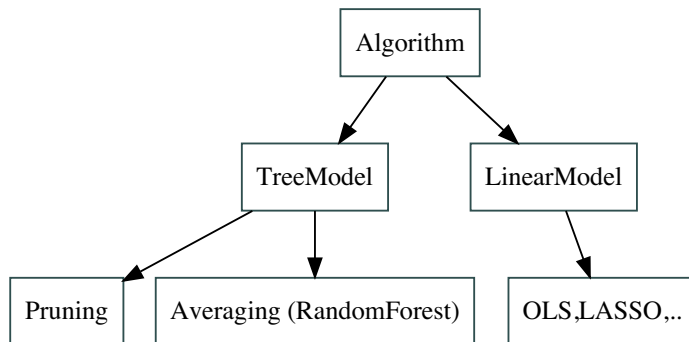 Algorithm
TreeModel
LinearModel
Pruning
Averaging (RandomForest)
OLS,LASSO,..